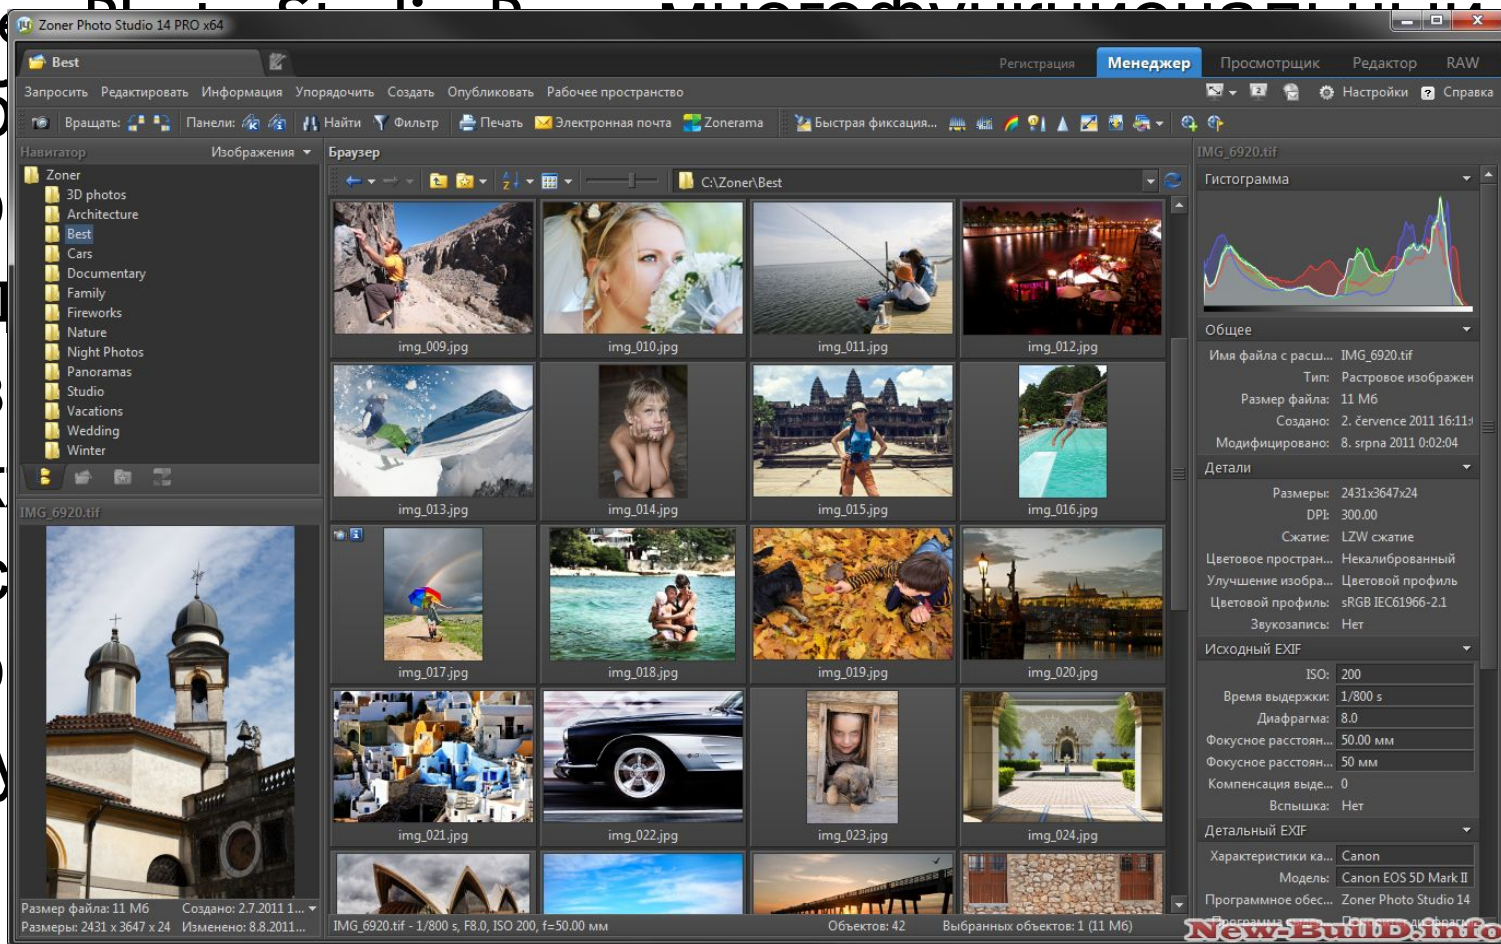 Photo Studio Pro — многофункциональный
Zoner Photo Studio 14 PRO x64
Best
Регистрация Менеджер Просмотрщик Редактор RAW
Запросить Редактировать Информация Упорядочить Создать Опубликовать Рабочее пространство
Настройки Справка
Вращать: Панели: Найти Фильтр Печать Электронная почта Zonerama Быстрая фиксация...
Навигатор Изображения
Zoner
3D photos
Architecture
Best
Cars
Documentary
Family
Fireworks
Nature
Night Photos
Panoramas
Studio
Vacations
Wedding
Winter
IMG_6920.tif
Размер файла: 11 Мб Создано: 2.7.2011 1...
Размеры: 2431 x 3647 x 24 Изменено: 8.8.2011...
Браузер
C:\Zoner\Best
img_009.jpg img_010.jpg img_011.jpg img_012.jpg
img_013.jpg img_014.jpg img_015.jpg img_016.jpg
img_017.jpg img_018.jpg img_019.jpg img_020.jpg
img_021.jpg img_022.jpg img_023.jpg img_024.jpg
IMG_6920.tif - 1/800 s, F8.0, ISO 200, f=50.00 мм Объектов: 42 Выбранных объектов: 1 (11 Мб)
IMG_6920.tif
Гистограмма
Общее
Имя файла с расш... IMG_6920.tif
Тип: Растровое изображен
Размер файла: 11 Мб
Создано: 2. července 2011 16:11:
Модифицировано: 8. srpna 2011 0:02:04
Детали
Размеры: 2431x3647x24
DPI: 300.00
Сжатие: LZW сжатие
Цветовое простран... Некалиброванный
Улучшение изобра... Цветовой профиль
Цветовой профиль: sRGB IEC61966-2.1
Звукозапись: Нет
Исходный EXIF
ISO: 200
Время выдержки: 1/800 s
Диафрагма: 8.0
Фокусное расстоян... 50.00 мм
Фокусное расстоян... 50 мм
Компенсация выде... 0
Вспышка: Нет
Детальный EXIF
Характеристики ка... Canon
Модель: Canon EOS 5D Mark II
Программное обес... Zoner Photo Studio 14
New-BuilD.info